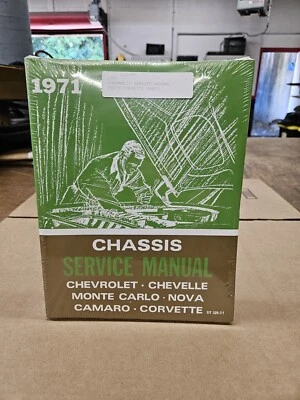 1971
CHASSIS
SERVICE MANUAL
CHEVROLET • CHEVELLE
MONTE CARLO • NOVA
CAMARO • CORVETTE